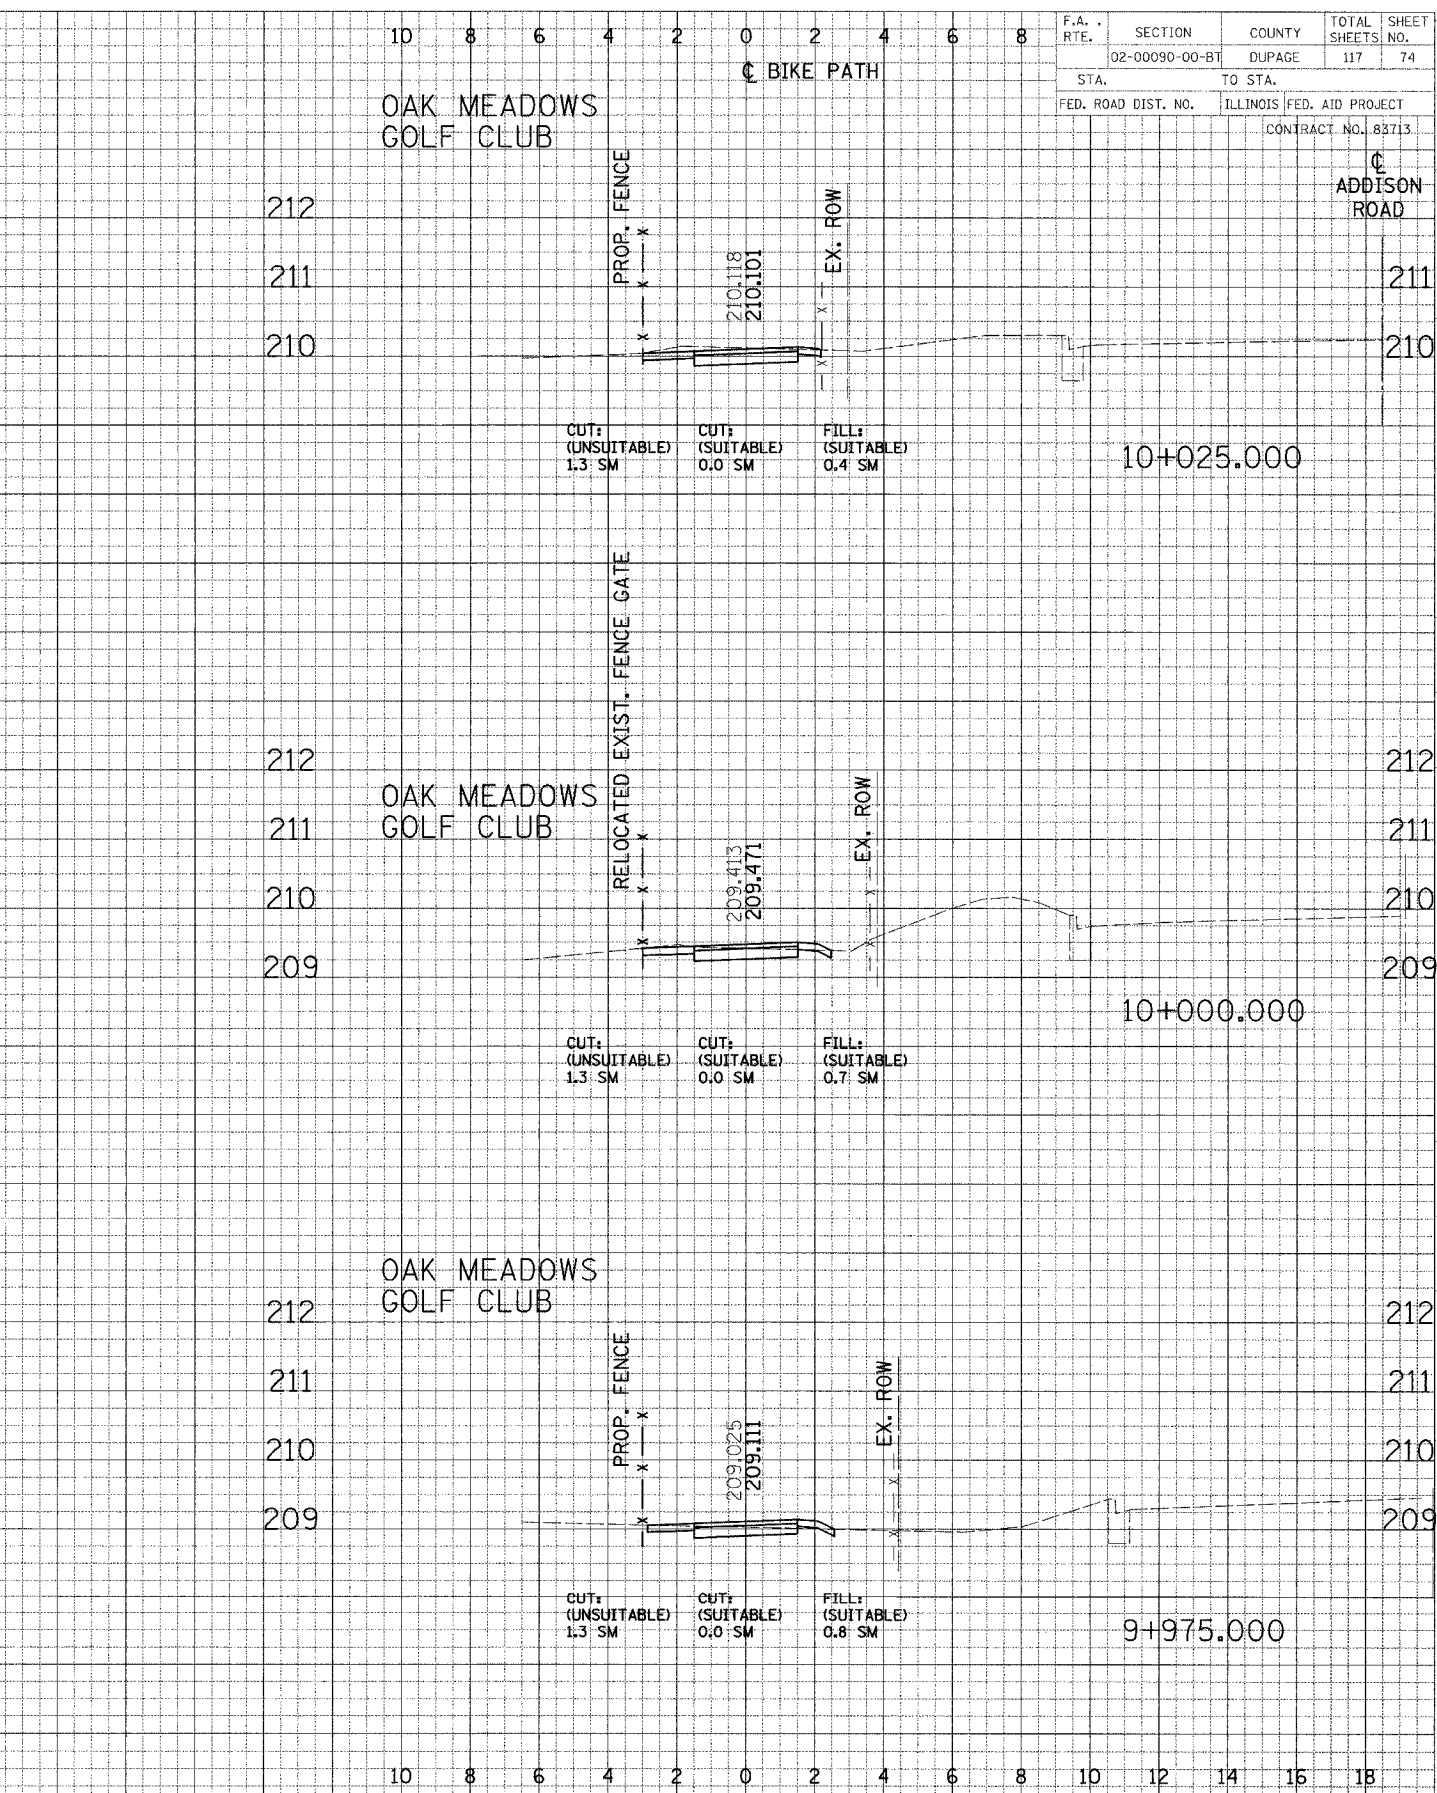 F.A. . RTE. SECTION COUNTY TOTAL SHEETS SHEET NO.
02-00090-00-BT DUPAGE 117 74
STA. TO STA.
FED. ROAD DIST. NO. ILLINOIS FED. AID PROJECT
CONTRACT NO. 83713
10 8 6 4 2 0 2 4 6 8
℄ BIKE PATH
OAK MEADOWS
GOLF CLUB
℄
ADDISON
ROAD
PROP. FENCE
EX. ROW
210.118
210.101
212
211 211
210 210
CUT:
(UNSUITABLE)
1.3 SM
CUT:
(SUITABLE)
0.0 SM
FILL:
(SUITABLE)
0.4 SM
10+025.000
RELOCATED EXIST. FENCE GATE
OAK MEADOWS
GOLF CLUB
EX. ROW
209.413
209.471
212 212
211 211
210 210
209 209
10+000.000
CUT:
(UNSUITABLE)
1.3 SM
CUT:
(SUITABLE)
0.0 SM
FILL:
(SUITABLE)
0.7 SM
OAK MEADOWS
GOLF CLUB
PROP. FENCE
EX. ROW
209.025
209.111
212 212
211 211
210 210
209 209
CUT:
(UNSUITABLE)
1.3 SM
CUT:
(SUITABLE)
0.0 SM
FILL:
(SUITABLE)
0.8 SM
9+975.000
10 8 6 4 2 0 2 4 6 8 10 12 14 16 18